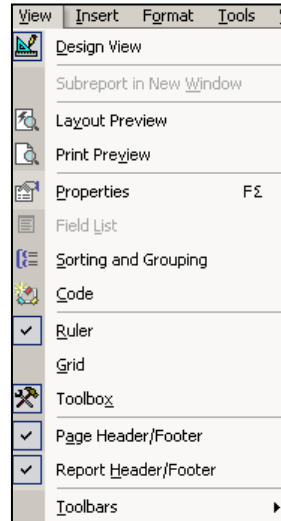 View Insert Format Tools
Design View
Subreport in New Window
Layout Preview
Print Preview
Properties FΣ
Field List
Sorting and Grouping
Code
Ruler
Grid
Toolbox
Page Header/Footer
Report Header/Footer
Toolbars